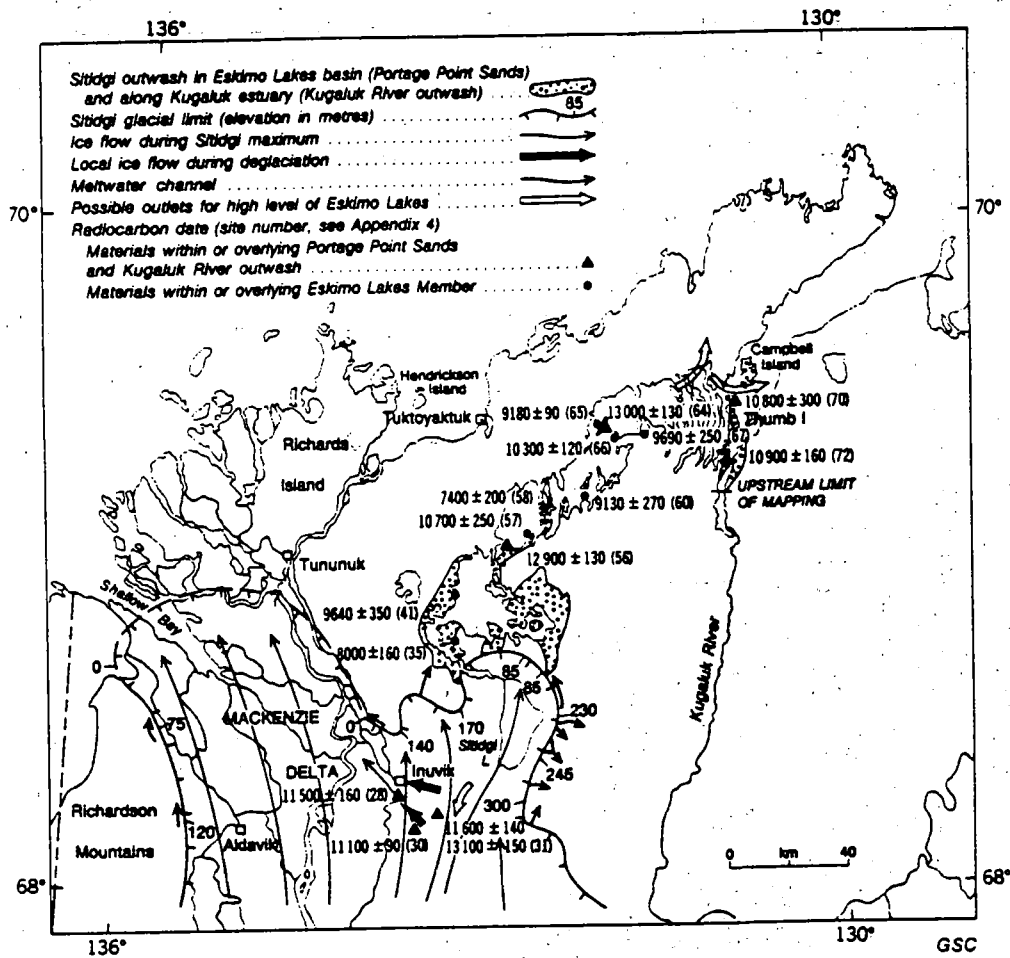 136°
130°
Sitidgi outwash in Eskimo Lakes basin (Portage Point Sands)
and along Kugaluk estuary (Kugaluk River outwash)
85
Sitidgi glacial limit (elevation in metres)
Ice flow during Sitidgi maximum
Local ice flow during deglaciation
Meltwater channel
Possible outlets for high level of Eskimo Lakes
Radiocarbon date (site number, see Appendix 4)
Materials within or overlying Portage Point Sands
and Kugaluk River outwash
Materials within or overlying Eskimo Lakes Member
70°
70°
Campbell
Island
Hendrickson
Island
Tuktoyaktuk
9180 ± 90 (65)
13 000 ± 130 (64)
10 800 ± 300 (70)
Thumb I
Richards
Island
10 300 ± 120 (66)
9690 ± 250 (67)
10 900 ± 160 (72)
7400 ± 200 (58)
9130 ± 270 (60)
UPSTREAM LIMIT
OF MAPPING
10 700 ± 250 (57)
12 900 ± 130 (56)
Tununuk
Shallow Bay
9640 ± 350 (41)
8000 ± 160 (35)
0
85
85
Kugaluk River
75
MACKENZIE
0
170
230
140
Sitidgi
L.
DELTA
Inuvik
245
11 500 ± 160 (28)
300
Richardson
Mountains
120
Aklavik
11 600 ± 140
11 100 ± 90 (30)
13 100 ± 150 (31)
0 km 40
68°
68°
136°
130°
GSC